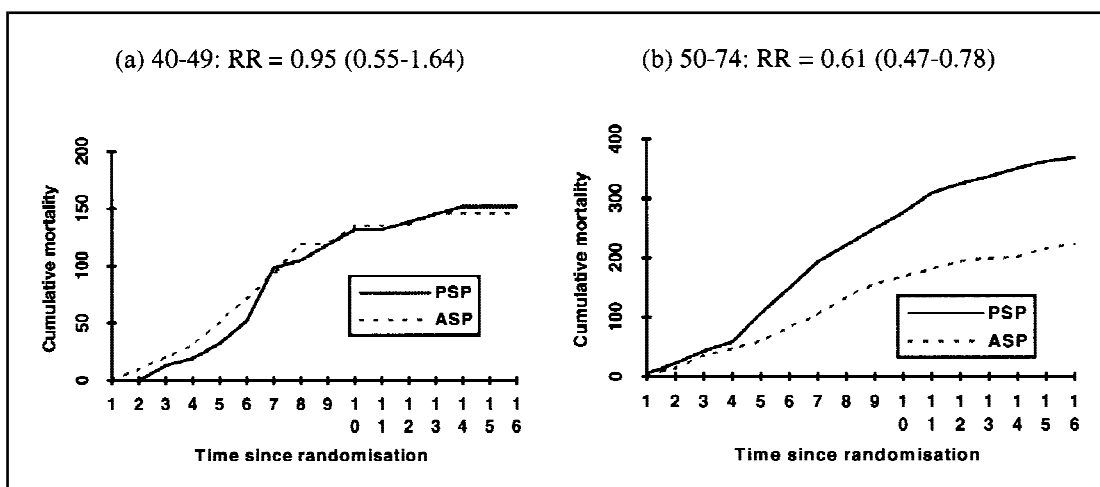 (a) 40-49: RR = 0.95 (0.55-1.64)
200
150
100
50
0
Cumulative mortality
PSP
ASP
1 2 3 4 5 6 7 8 9 10 11 12 13 14 15 16
Time since randomisation
(b) 50-74: RR = 0.61 (0.47-0.78)
400
300
200
100
0
Cumulative mortality
PSP
ASP
1 2 3 4 5 6 7 8 9 10 11 12 13 14 15 16
Time since randomisation